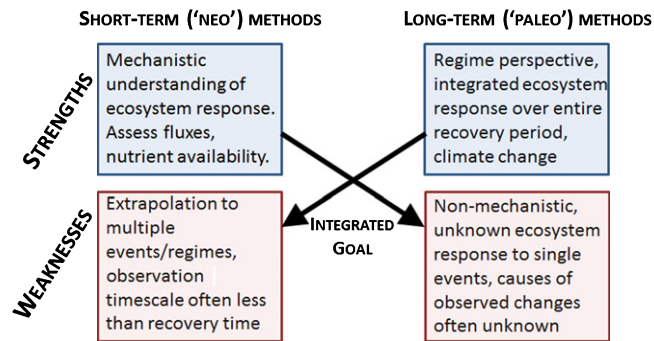 SHORT-TERM ('NEO') METHODS
LONG-TERM ('PALEO') METHODS
STRENGTHS
Mechanistic
understanding of
ecosystem response.
Assess fluxes,
nutrient availability.
Regime perspective,
integrated ecosystem
response over entire
recovery period,
climate change
WEAKNESSES
Extrapolation to
multiple
events/regimes,
observation
timescale often less
than recovery time
INTEGRATED
GOAL
Non-mechanistic,
unknown ecosystem
response to single
events, causes of
observed changes
often unknown